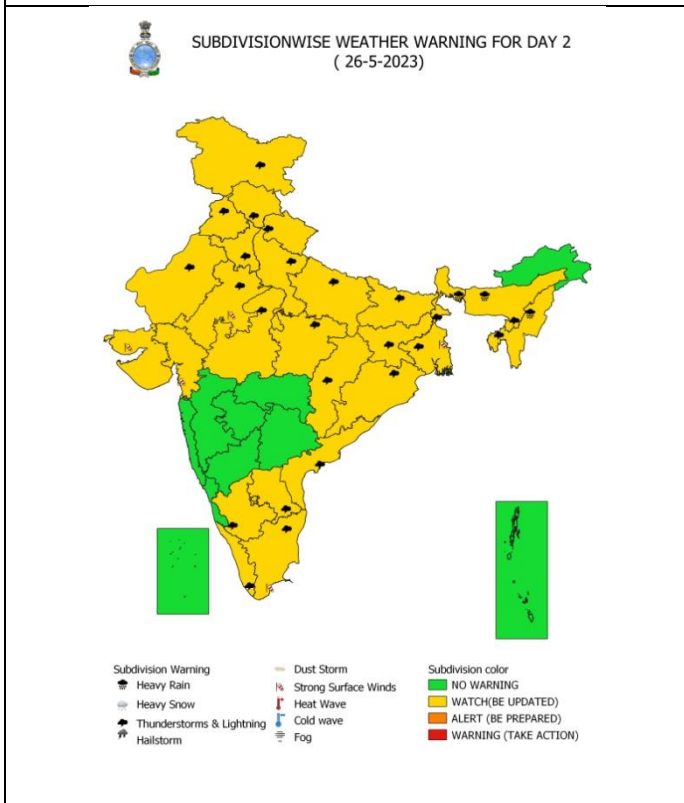 SUBDIVISIONWISE WEATHER WARNING FOR DAY 2
( 26-5-2023)
Subdivision Warning
Heavy Rain
Heavy Snow
Thunderstorms & Lightning
Hailstorm
Dust Storm
Strong Surface Winds
Heat Wave
Cold wave
Fog
Subdivision color
NO WARNING
WATCH(BE UPDATED)
ALERT (BE PREPARED)
WARNING (TAKE ACTION)